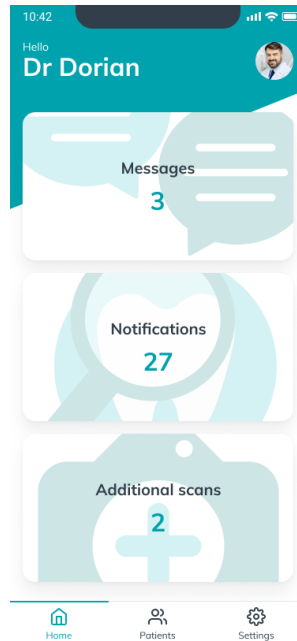 10:42
Hello
Dr Dorian
Messages
3
Notifications
27
Additional scans
2
Home
Patients
Settings